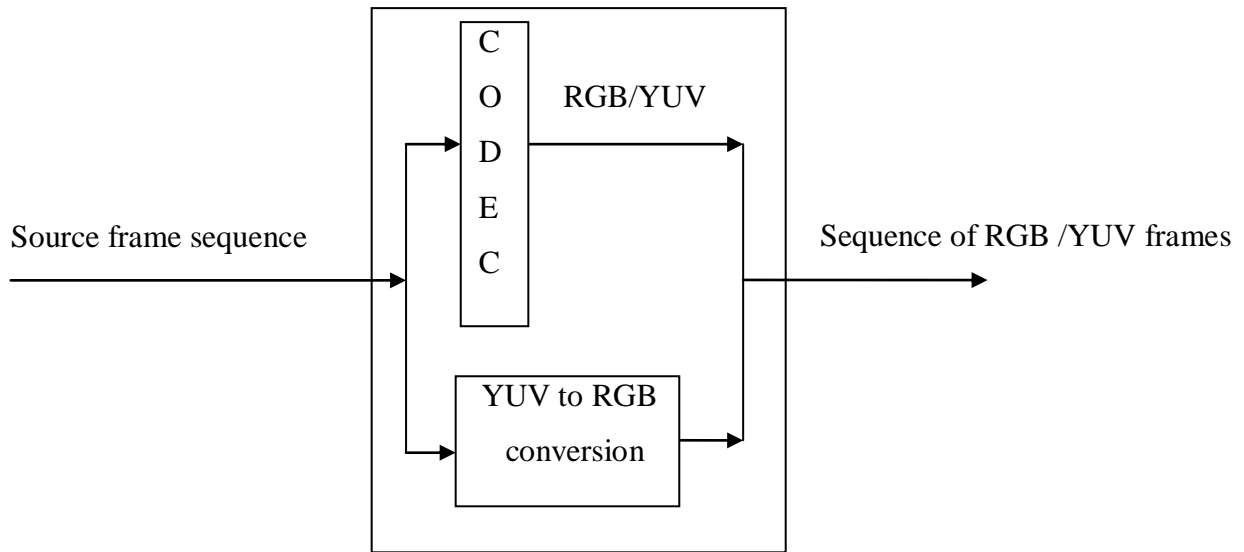 C
O
D
E
C
RGB/YUV
Source frame sequence
Sequence of RGB /YUV frames
YUV to RGB
conversion